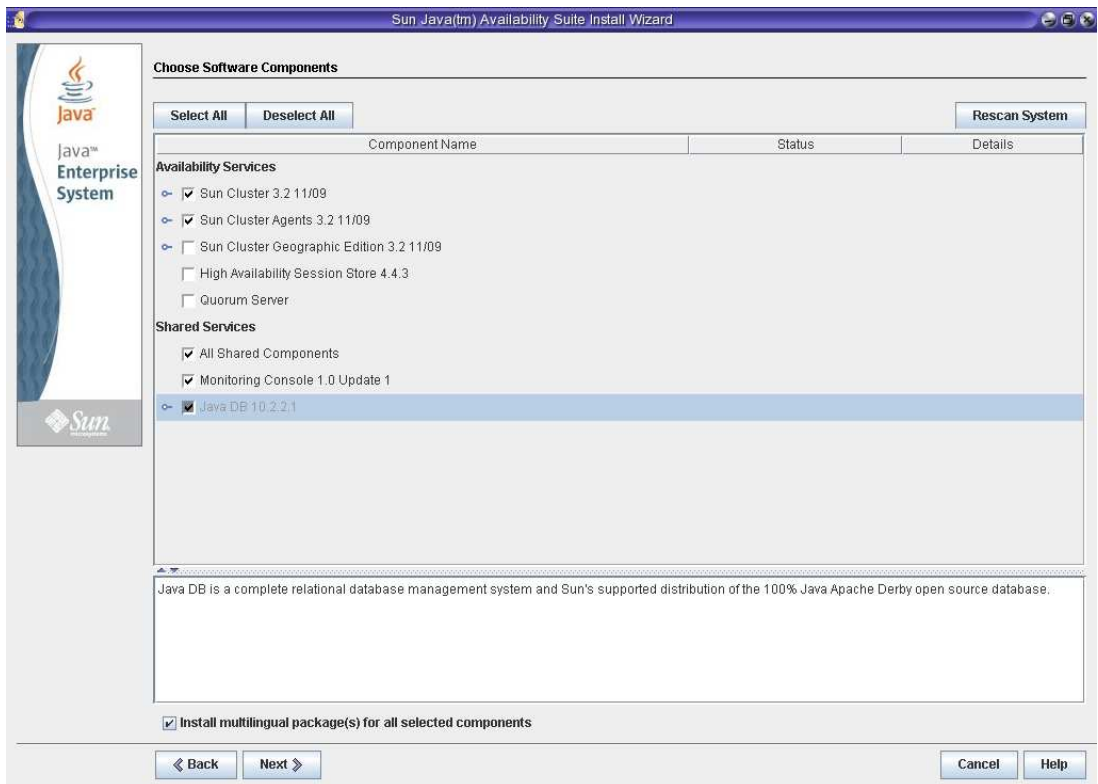 Sun Java(tm) Availability Suite Install Wizard
Java™
Java™
Enterprise
System
Sun
microsystems
Choose Software Components
Select All
Deselect All
Rescan System
Component Name
Status
Details
Availability Services
Sun Cluster 3.2 11/09
Sun Cluster Agents 3.2 11/09
Sun Cluster Geographic Edition 3.2 11/09
High Availability Session Store 4.4.3
Quorum Server
Shared Services
All Shared Components
Monitoring Console 1.0 Update 1
Java DB 10.2.2.1
Java DB is a complete relational database management system and Sun's supported distribution of the 100% Java Apache Derby open source database.
Install multilingual package(s) for all selected components
Back
Next
Cancel
Help